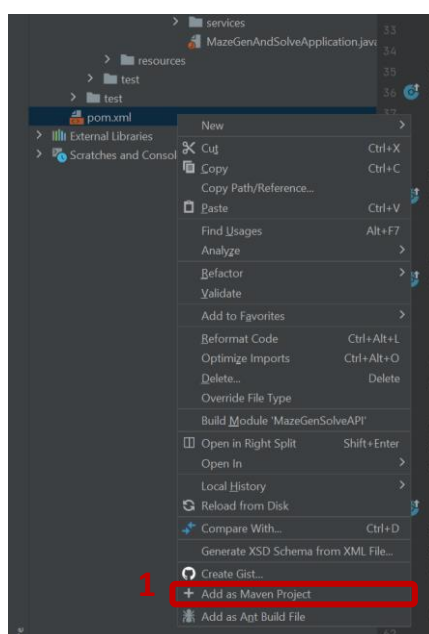 services
33
MazeGenAndSolveApplication.java
34
resources
35
test
36
test
37
pom.xml
New
External Libraries
Cut Ctrl+X
Scratches and Consol
Copy Ctrl+C
Copy Path/Reference...
Paste Ctrl+V
Find Usages Alt+F7
Analyze
Refactor
Validate
Add to Favorites
Reformat Code Ctrl+Alt+L
Optimize Imports Ctrl+Alt+O
Delete... Delete
Override File Type
Build Module 'MazeGenSolveAPI'
Open in Right Split Shift+Enter
Open In
Local History
Reload from Disk
Compare With... Ctrl+D
Generate XSD Schema from XML File...
Create Gist...
1 Add as Maven Project
Add as Ant Build File